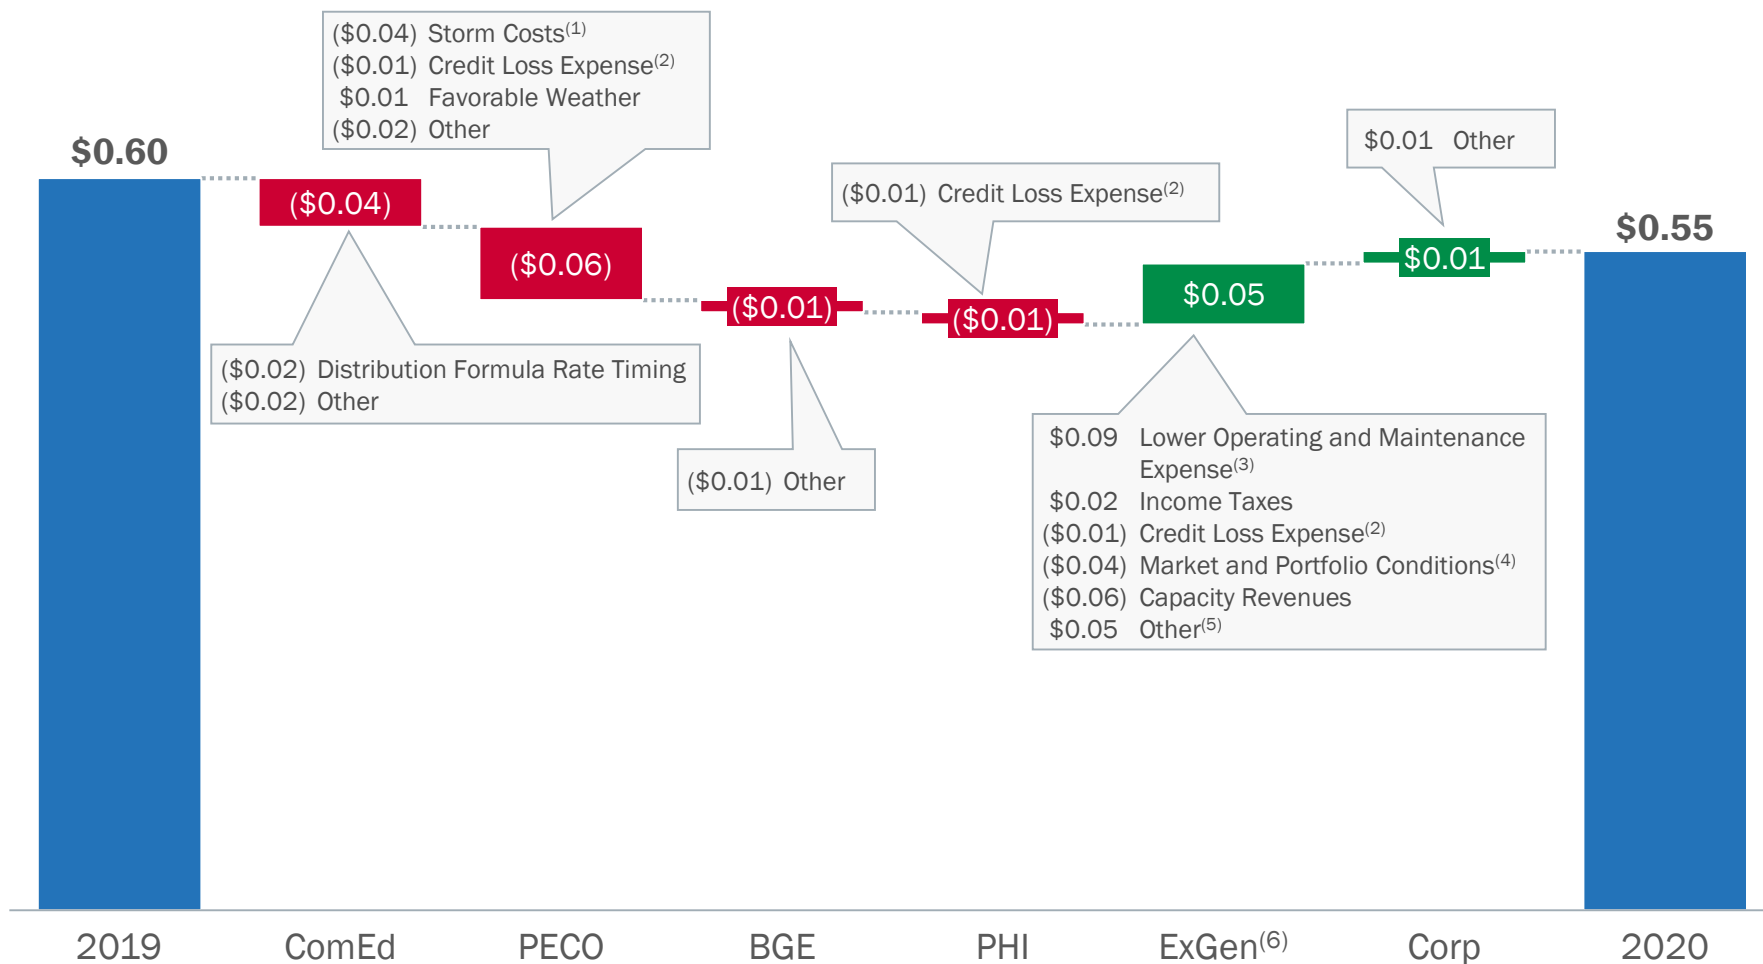 ($0.04) Storm Costs(1)
($0.01) Credit Loss Expense(2)
$0.01 Favorable Weather
($0.02) Other
$0.01 Other
$0.60
($0.01) Credit Loss Expense(2)
($0.04)
$0.55
($0.06)
$0.01
$0.05
($0.01)
($0.01)
($0.02) Distribution Formula Rate Timing
($0.02) Other
($0.01) Other
$0.09 Lower Operating and Maintenance
Expense(3)
$0.02 Income Taxes
($0.01) Credit Loss Expense(2)
($0.04) Market and Portfolio Conditions(4)
($0.06) Capacity Revenues
$0.05 Other(5)
2019 ComEd PECO BGE PHI ExGen(6) Corp 2020